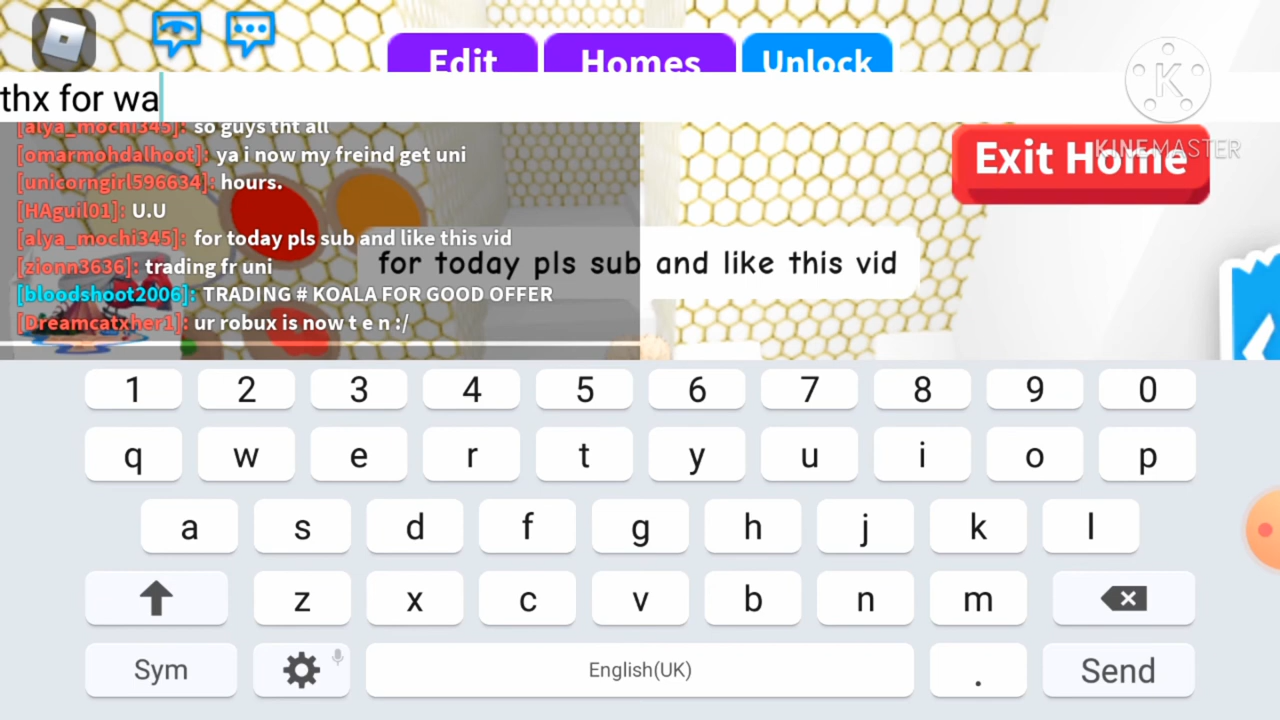 Edit Homes Unlock
thx for wa
KINEMASTER
Exit Home
[alya_mochi345]: so guys tht all
[omarmohdalhoot]: ya i now my freind get uni
[unicorngirl596634]: hours.
[HAguil01]: U.U
[alya_mochi345]: for today pls sub and like this vid
[zionn3636]: trading fr uni
[bloodshoot2006]: TRADING # KOALA FOR GOOD OFFER
[Dreamcatxher1]: ur robux is now t e n :/
for today pls sub and like this vid
1 2 3 4 5 6 7 8 9 0
q w e r t y u i o p
a s d f g h j k l
z x c v b n m
Sym English(UK) . Send